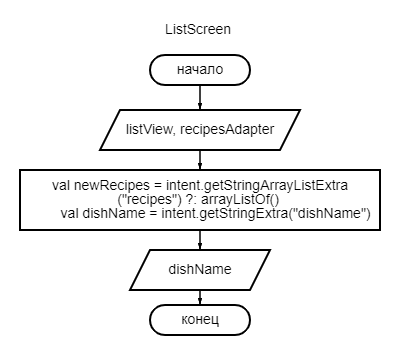 ListScreen
начало
listView, recipesAdapter
val newRecipes = intent.getStringArrayListExtra
("recipes") ?: arrayListOf()
val dishName = intent.getStringExtra("dishName")
dishName
конец